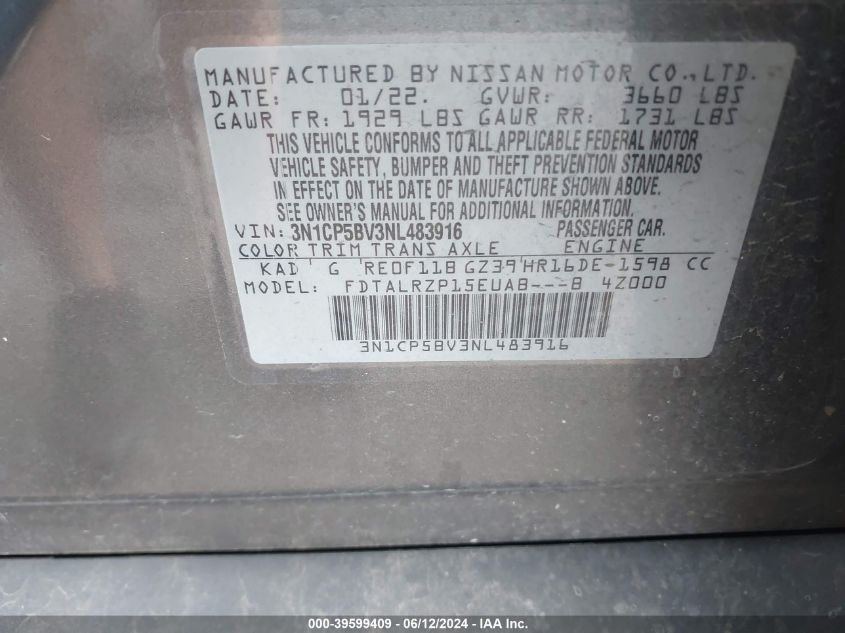 MANUFACTURED BY NISSAN MOTOR CO.,LTD.
DATE: 01/22. GVWR: 3660 LBS
GAWR FR: 1929 LBS GAWR RR: 1731 LBS
THIS VEHICLE CONFORMS TO ALL APPLICABLE FEDERAL MOTOR
VEHICLE SAFETY, BUMPER AND THEFT PREVENTION STANDARDS
IN EFFECT ON THE DATE OF MANUFACTURE SHOWN ABOVE.
SEE OWNER'S MANUAL FOR ADDITIONAL INFORMATION.
VIN: 3N1CP5BV3NL483916 PASSENGER CAR.
COLOR TRIM TRANS AXLE ENGINE
KAD G RE0F11B GZ39 HR16DE-1598 CC
MODEL: FDTALRZP15EUAB---B 4Z000
3N1CP5BV3NL483916
000-39599409 - 06/12/2024 - IAA Inc.